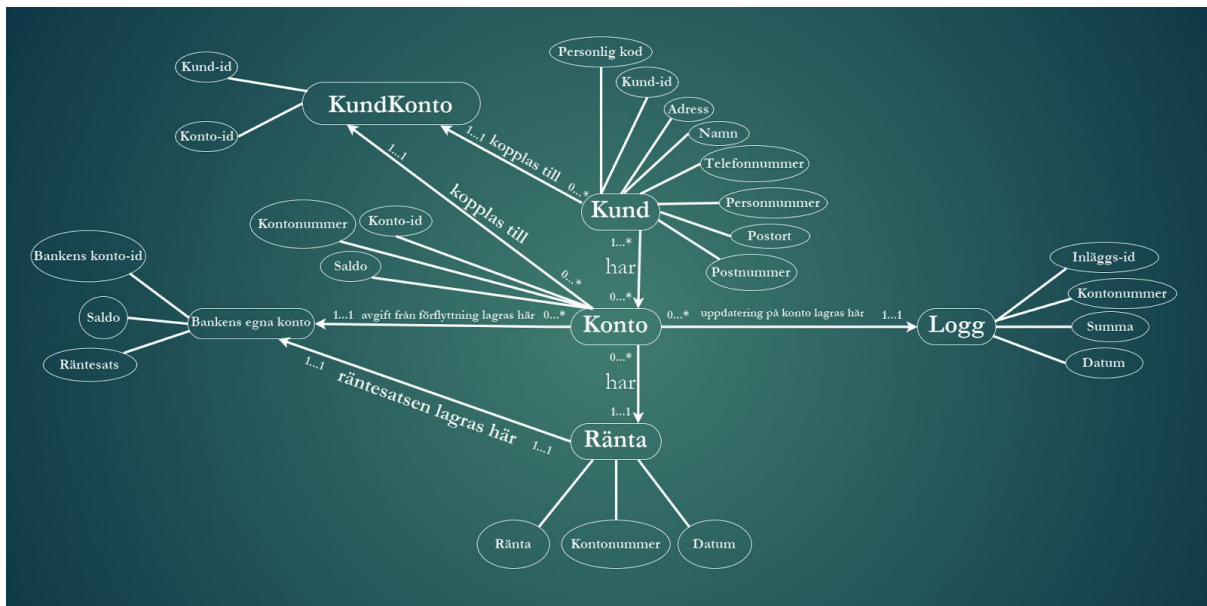 Personlig kod
Kund-id
Kund-id
KundKonto
Adress
Namn
Konto-id
1...1 kopplas till 0...*
Telefonnummer
1...1 kopplas till 0...*
Kund
Personnummer
Postort
Postnummer
Kontonummer
Konto-id
Saldo
1...*
har
0...*
Bankens konto-id
Saldo
Räntesats
Bankens egna konto
1...1 avgift från förflyttning lagras här 0...*
Konto
0...* uppdatering på konto lagras här 1...1
Logg
Inläggs-id
Kontonummer
Summa
Datum
0...*
har
1...1
1...1 räntesatsen lagras här 1...1
Ränta
Ränta
Kontonummer
Datum